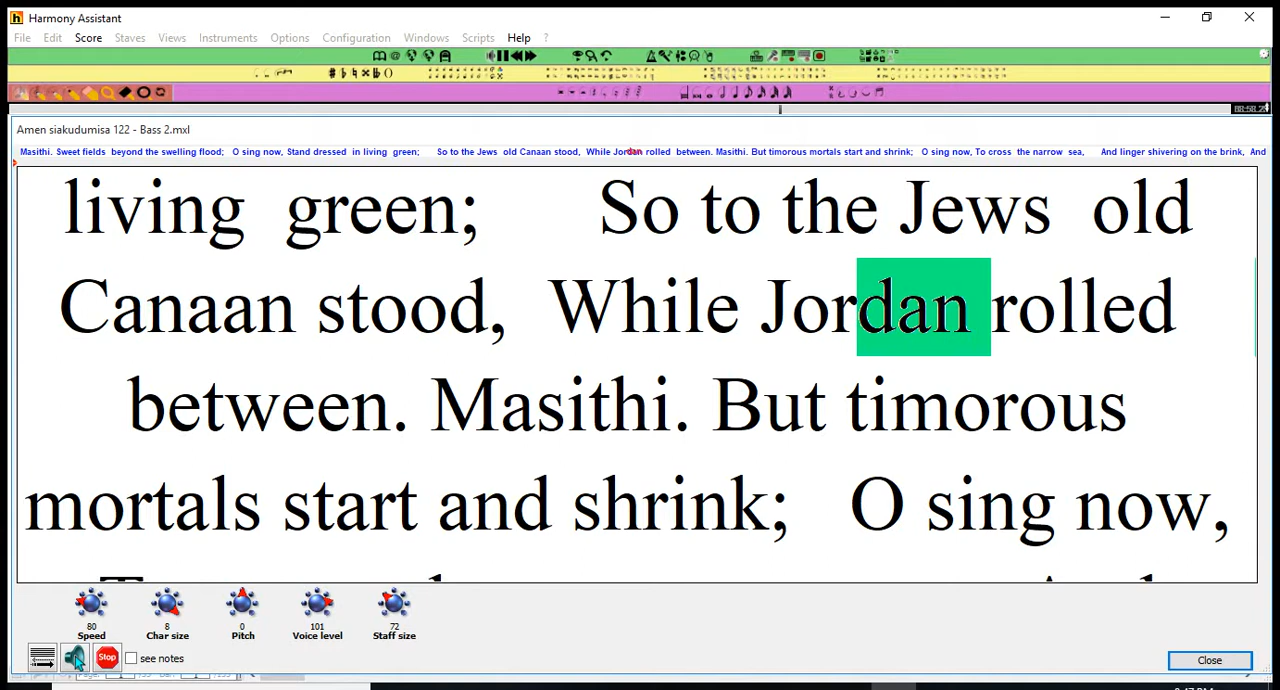 Harmony Assistant
File Edit Score Staves Views Instruments Options Configuration Windows Scripts Help ?
Amen siakudumisa 122 - Bass 2.mxl
Masithi. Sweet fields beyond the swelling flood; O sing now, Stand dressed in living green; So to the Jews old Canaan stood, While Jordan rolled between. Masithi. But timorous mortals start and shrink; O sing now, To cross the narrow sea, And linger shivering on the brink, And
living green; So to the Jews old
Canaan stood, While Jordan rolled
between. Masithi. But timorous
mortals start and shrink; O sing now,
80 8 0 101 72
Speed Char size Pitch Voice level Staff size
Stop see notes
Close